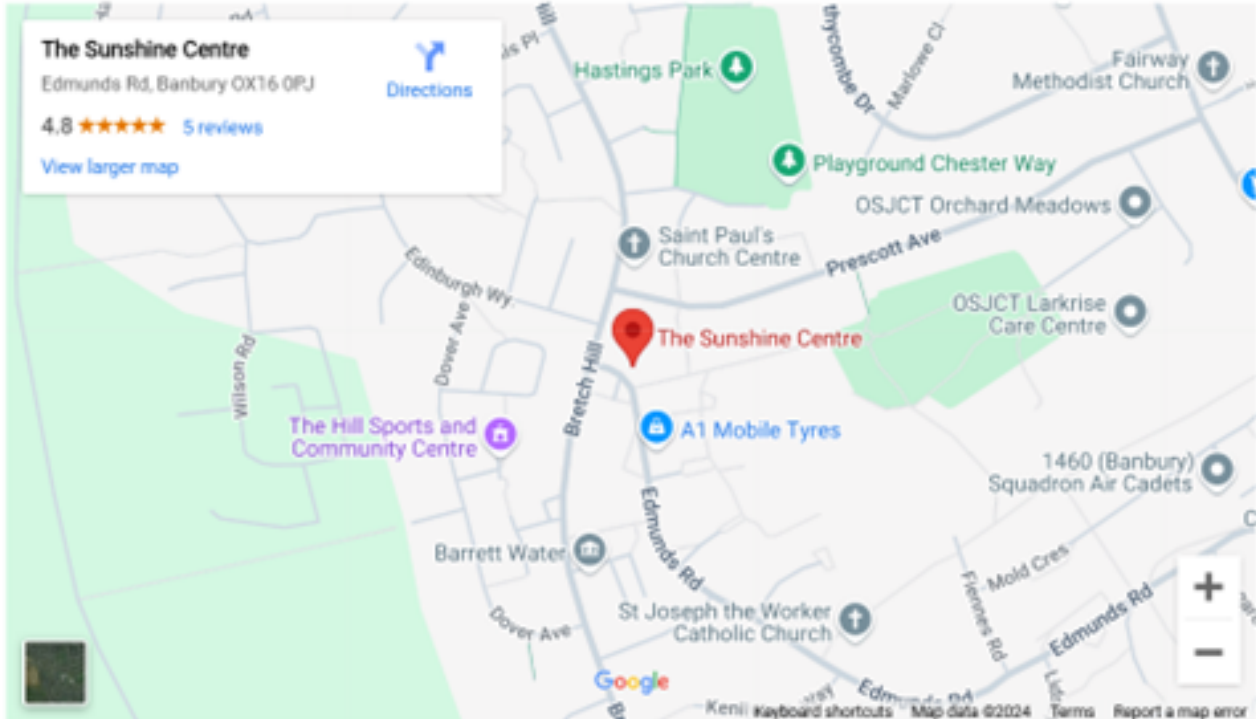 The Sunshine Centre
Edmunds Rd, Banbury OX16 0PJ
Directions
4.8
5 reviews
View larger map
Hastings Park
Marlowe Cl
Fairway
Methodist Church
Playground Chester Way
OSJCT Orchard Meadows
Saint Paul's
Church Centre
Prescott Ave
Edinburgh Wy
Dover Ave
OSJCT Larkrise
Care Centre
The Sunshine Centre
Wilson Rd
Bretch Hill
The Hill Sports and
Community Centre
A1 Mobile Tyres
1460 (Banbury)
Squadron Air Cadets
Edmunds Rd
Barrett Water
Mold Cres
Fiennes Rd
Edmunds Rd
St Joseph the Worker
Catholic Church
Dover Ave
Google
Edmunds Rd
Keyboard shortcuts
Map data ©2024
Terms
Report a map error